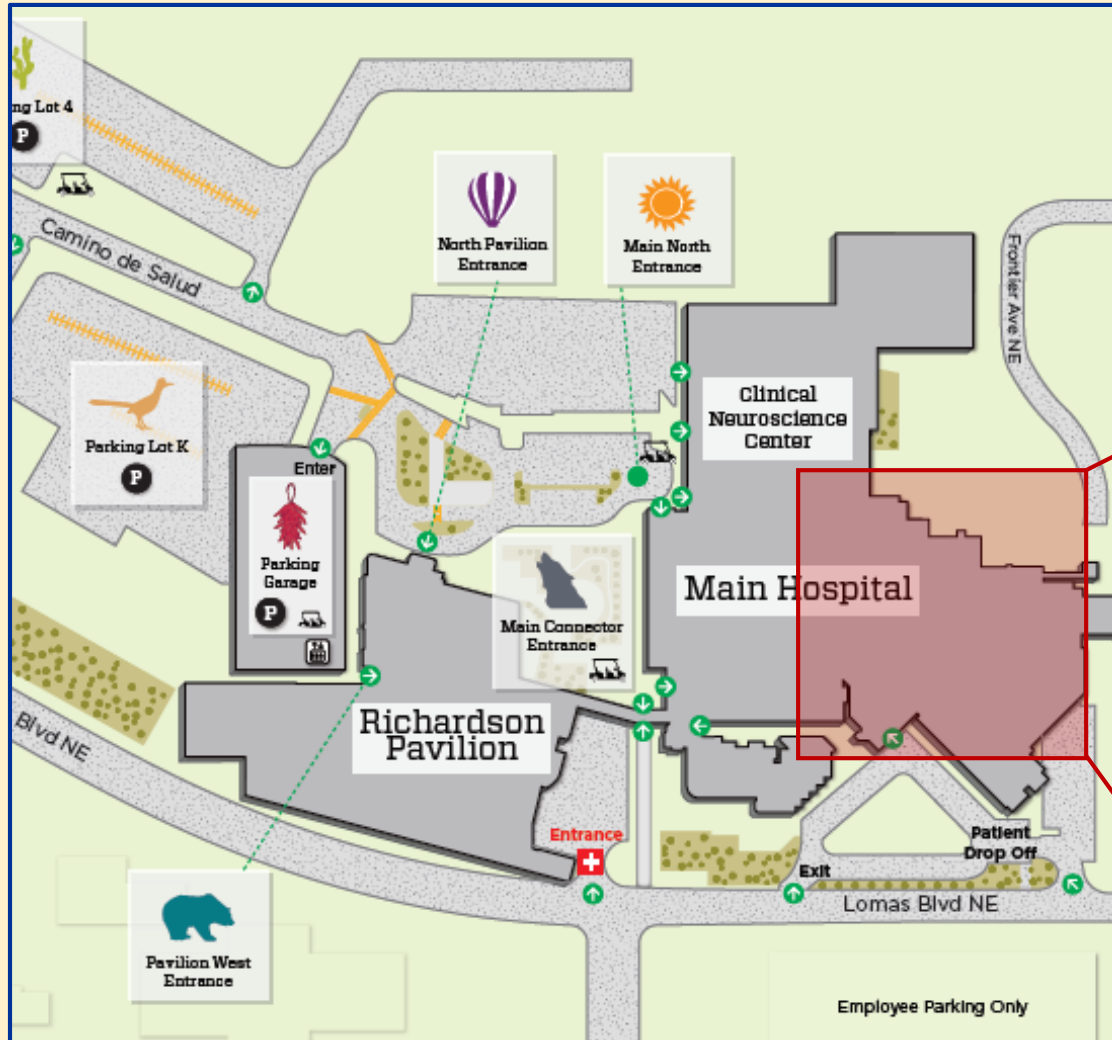 ng Lot 4
P
Camino de Salud
North Pavilion
Entrance
Main North
Entrance
Frontier Ave NE
Parking Lot K
P
Clinical
Neuroscience
Center
Enter
Parking
Garage
P
Main Hospital
Main Connector
Entrance
Richardson
Pavilion
Blvd NE
Entrance
Patient
Drop Off
Exit
Lomas Blvd NE
Pavilion West
Entrance
Employee Parking Only